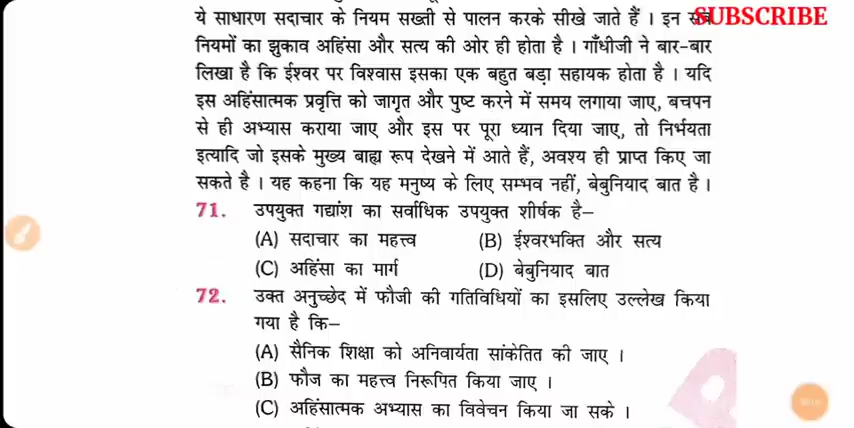 ये साधारण सदाचार के नियम सख्ती से पालन करके सीखे जाते हैं । इन सब
SUBSCRIBE
नियमों का झुकाव अहिंसा और सत्य की ओर ही होता है । गाँधीजी ने बार-बार
लिखा है कि ईश्वर पर विश्वास इसका एक बहुत बड़ा सहायक होता है । यदि
इस अहिंसात्मक प्रवृत्ति को जागृत और पुष्ट करने में समय लगाया जाए, बचपन
से ही अभ्यास कराया जाए और इस पर पूरा ध्यान दिया जाए, तो निर्भयता
इत्यादि जो इसके मुख्य बाह्य रूप देखने में आते हैं, अवश्य ही प्राप्त किए जा
सकते है । यह कहना कि यह मनुष्य के लिए सम्भव नहीं, बेबुनियाद बात है ।
71. उपयुक्त गद्यांश का सर्वाधिक उपयुक्त शीर्षक है–
(A) सदाचार का महत्त्व (B) ईश्वरभक्ति और सत्य
(C) अहिंसा का मार्ग (D) बेबुनियाद बात
72. उक्त अनुच्छेद में फौजी की गतिविधियों का इसलिए उल्लेख किया
गया है कि–
(A) सैनिक शिक्षा को अनिवार्यता सांकेतित की जाए ।
(B) फौज का महत्त्व निरूपित किया जाए ।
(C) अहिंसात्मक अभ्यास का विवेचन किया जा सके ।